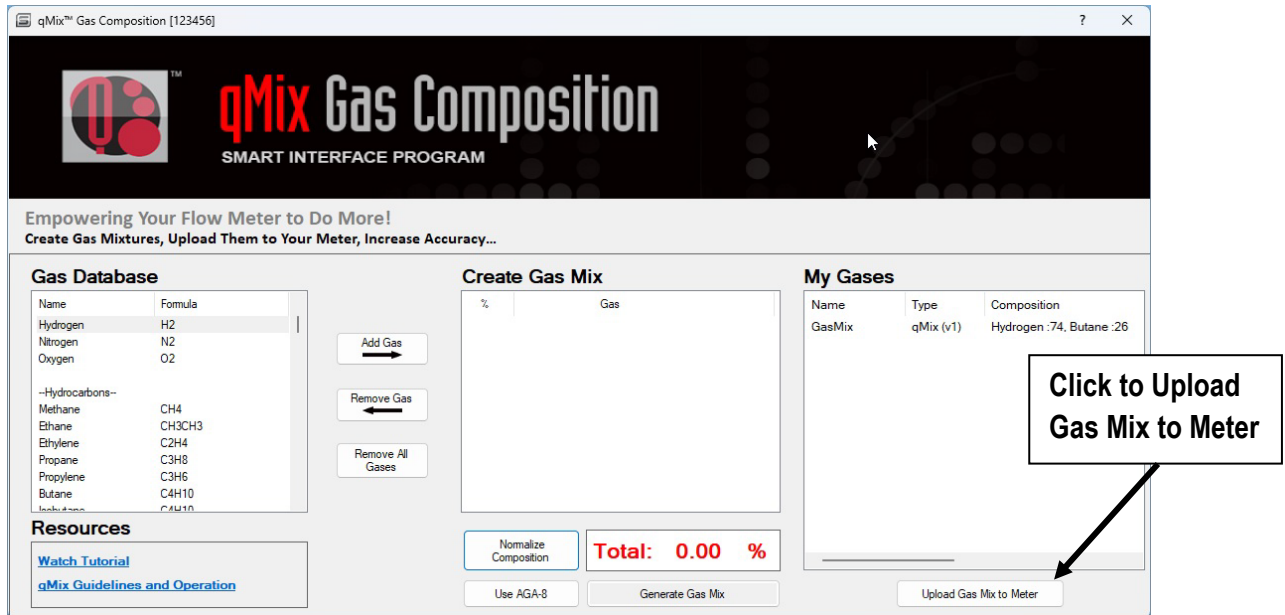 qMix™ Gas Composition [123456]
? X
TM
qMix Gas Composition
SMART INTERFACE PROGRAM
Empowering Your Flow Meter to Do More!
Create Gas Mixtures, Upload Them to Your Meter, Increase Accuracy...
Gas Database
Name Formula
Hydrogen H2
Nitrogen N2
Oxygen O2
--Hydrocarbons--
Methane CH4
Ethane CH3CH3
Ethylene C2H4
Propane C3H8
Propylene C3H6
Butane C4H10
Isobutane C4H10
Add Gas
Remove Gas
Remove All
Gases
Create Gas Mix
% Gas
My Gases
Name Type Composition
GasMix qMix (v1) Hydrogen :74, Butane :26
Click to Upload
Gas Mix to Meter
Resources
Watch Tutorial
qMix Guidelines and Operation
Normalize
Composition
Total: 0.00 %
Use AGA-8
Generate Gas Mix
Upload Gas Mix to Meter